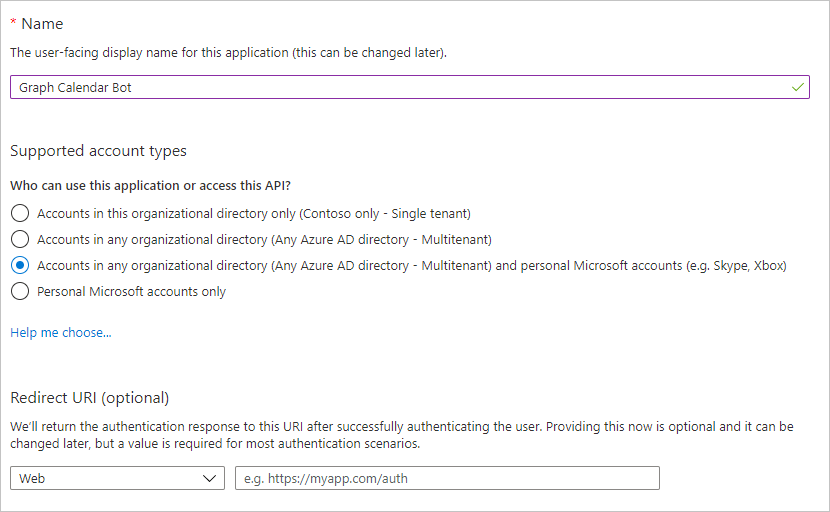 * Name
The user-facing display name for this application (this can be changed later).
Graph Calendar Bot
Supported account types
Who can use this application or access this API?
Accounts in this organizational directory only (Contoso only - Single tenant)
Accounts in any organizational directory (Any Azure AD directory - Multitenant)
Accounts in any organizational directory (Any Azure AD directory - Multitenant) and personal Microsoft accounts (e.g. Skype, Xbox)
Personal Microsoft accounts only
Help me choose...
Redirect URI (optional)
We'll return the authentication response to this URI after successfully authenticating the user. Providing this now is optional and it can be
changed later, but a value is required for most authentication scenarios.
Web
e.g. https://myapp.com/auth